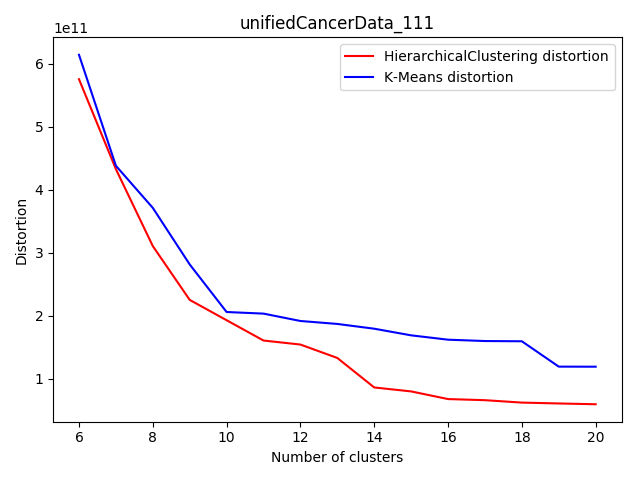 unifiedCancerData_111
1e11
HierarchicalClustering distortion
K-Means distortion
6
5
4
3
2
1
Distortion
6 8 10 12 14 16 18 20
Number of clusters